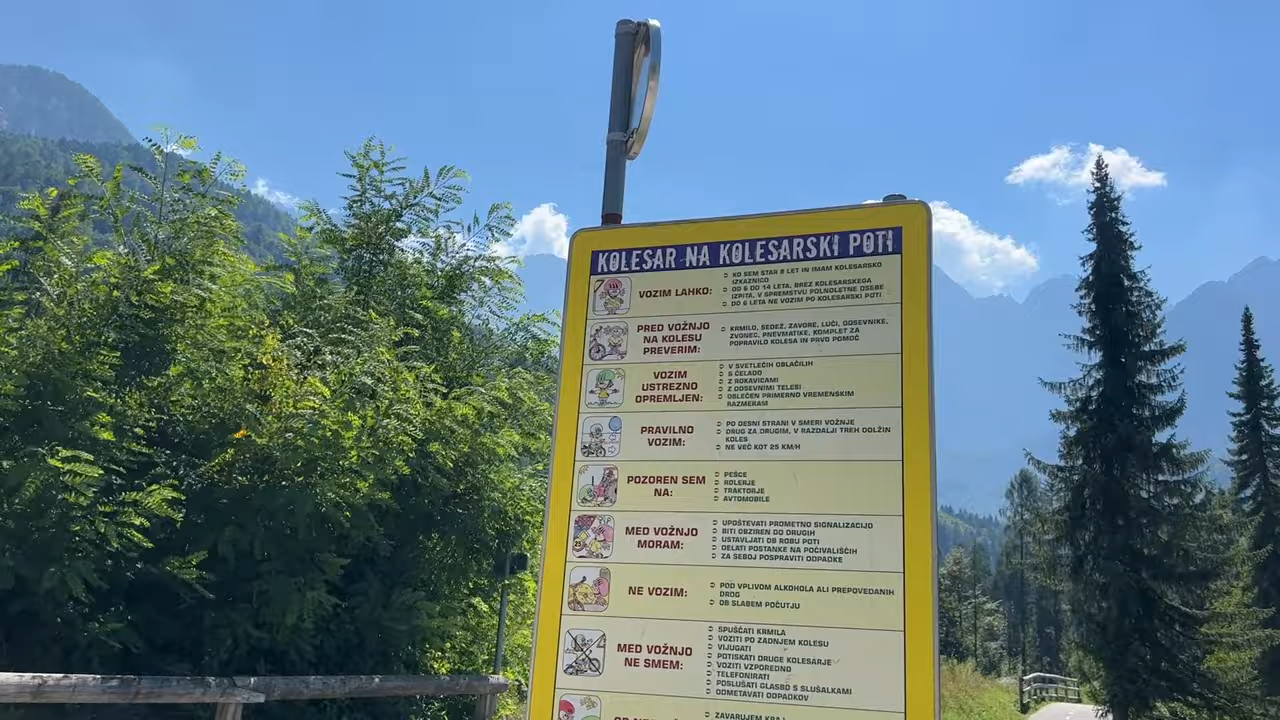 KOLESAR NA KOLESARSKI POTI
VOZIM LAHKO:
KO SEM STAR 8 LET IN IMAM KOLESARSKO
IZKAZNICO
OD 6 DO 14 LETA, BREZ KOLESARSKEGA
IZPITA, V SPREMSTVU POLNOLETNE OSEBE
DO 6 LETA NE VOZIM PO KOLESARSKI POTI
PRED VOŽNJO
NA KOLESU
PREVERIM:
KRMILO, SEDEŽ, ZAVORE, LUČI, ODSEVNIKE,
ZVONEC, PNEVMATIKE, KOMPLET ZA
POPRAVILO KOLESA IN PRVO POMOČ
VOZIM
USTREZNO
OPREMLJEN:
V SVETLEČIH OBLAČILIH
S ČELADO
Z ROKAVICAMI
Z ODSEVNIMI TELESI
OBLEČEN PRIMERNO VREMENSKIM
RAZMERAM
PRAVILNO
VOZIM:
PO DESNI STRANI V SMERI VOŽNJE
DRUG ZA DRUGIM, V RAZDALJI TREH DOLŽIN
KOLES
NE VEČ KOT 25 KM/H
POZOREN SEM
NA:
PEŠCE
ROLERJE
TRAKTORJE
AVTOMOBILE
MED VOŽNJO
MORAM:
UPOŠTEVATI PROMETNO SIGNALIZACIJO
BITI OBZIREN DO DRUGIH
USTAVLJATI OB ROBU POTI
DELATI POSTANKE NA POČIVALIŠČIH
ZA SEBOJ POSPRAVITI ODPADKE
NE VOZIM:
POD VPLIVOM ALKOHOLA ALI PREPOVEDANIH
DROG
OB SLABEM POČUTJU
MED VOŽNJO
NE SMEM:
SPUŠČATI KRMILA
VOZITI PO ZADNJEM KOLESU
VIJUGATI
POTISKATI DRUGE KOLESARJE
VOZITI VZPOREDNO
TELEFONIRATI
POSLUŠATI GLASBO S SLUŠALKAMI
ODMETAVATI ODPADKOV
ZAVARUJEM KRAJ